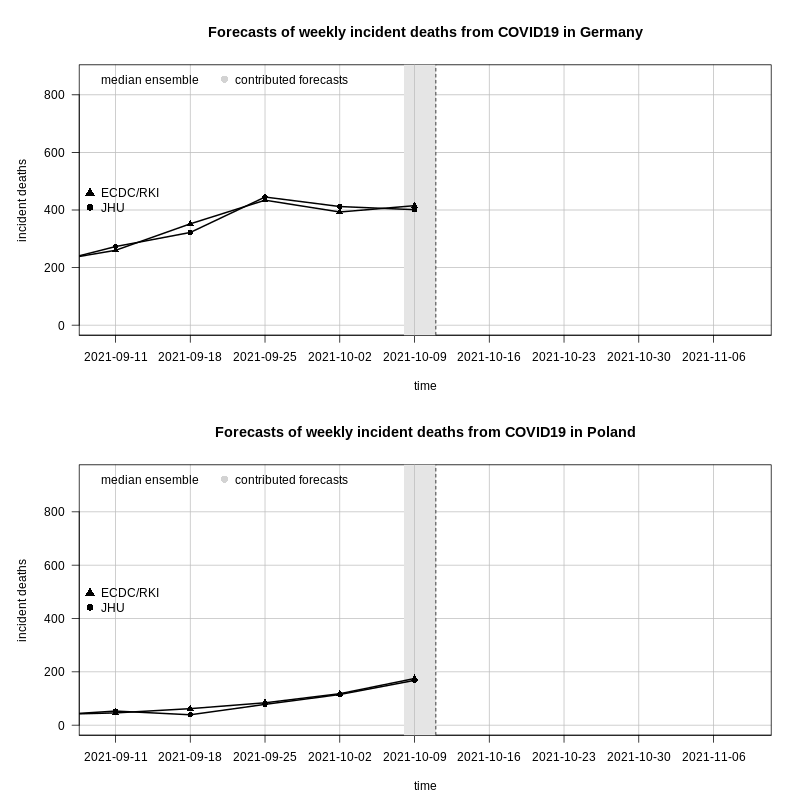 Forecasts of weekly incident deaths from COVID19 in Germany
median ensemble contributed forecasts
800
600
ECDC/RKI
JHU
400
200
0
incident deaths
2021-09-11 2021-09-18 2021-09-25 2021-10-02 2021-10-09 2021-10-16 2021-10-23 2021-10-30 2021-11-06
time
Forecasts of weekly incident deaths from COVID19 in Poland
median ensemble contributed forecasts
800
600
ECDC/RKI
JHU
400
200
0
incident deaths
2021-09-11 2021-09-18 2021-09-25 2021-10-02 2021-10-09 2021-10-16 2021-10-23 2021-10-30 2021-11-06
time